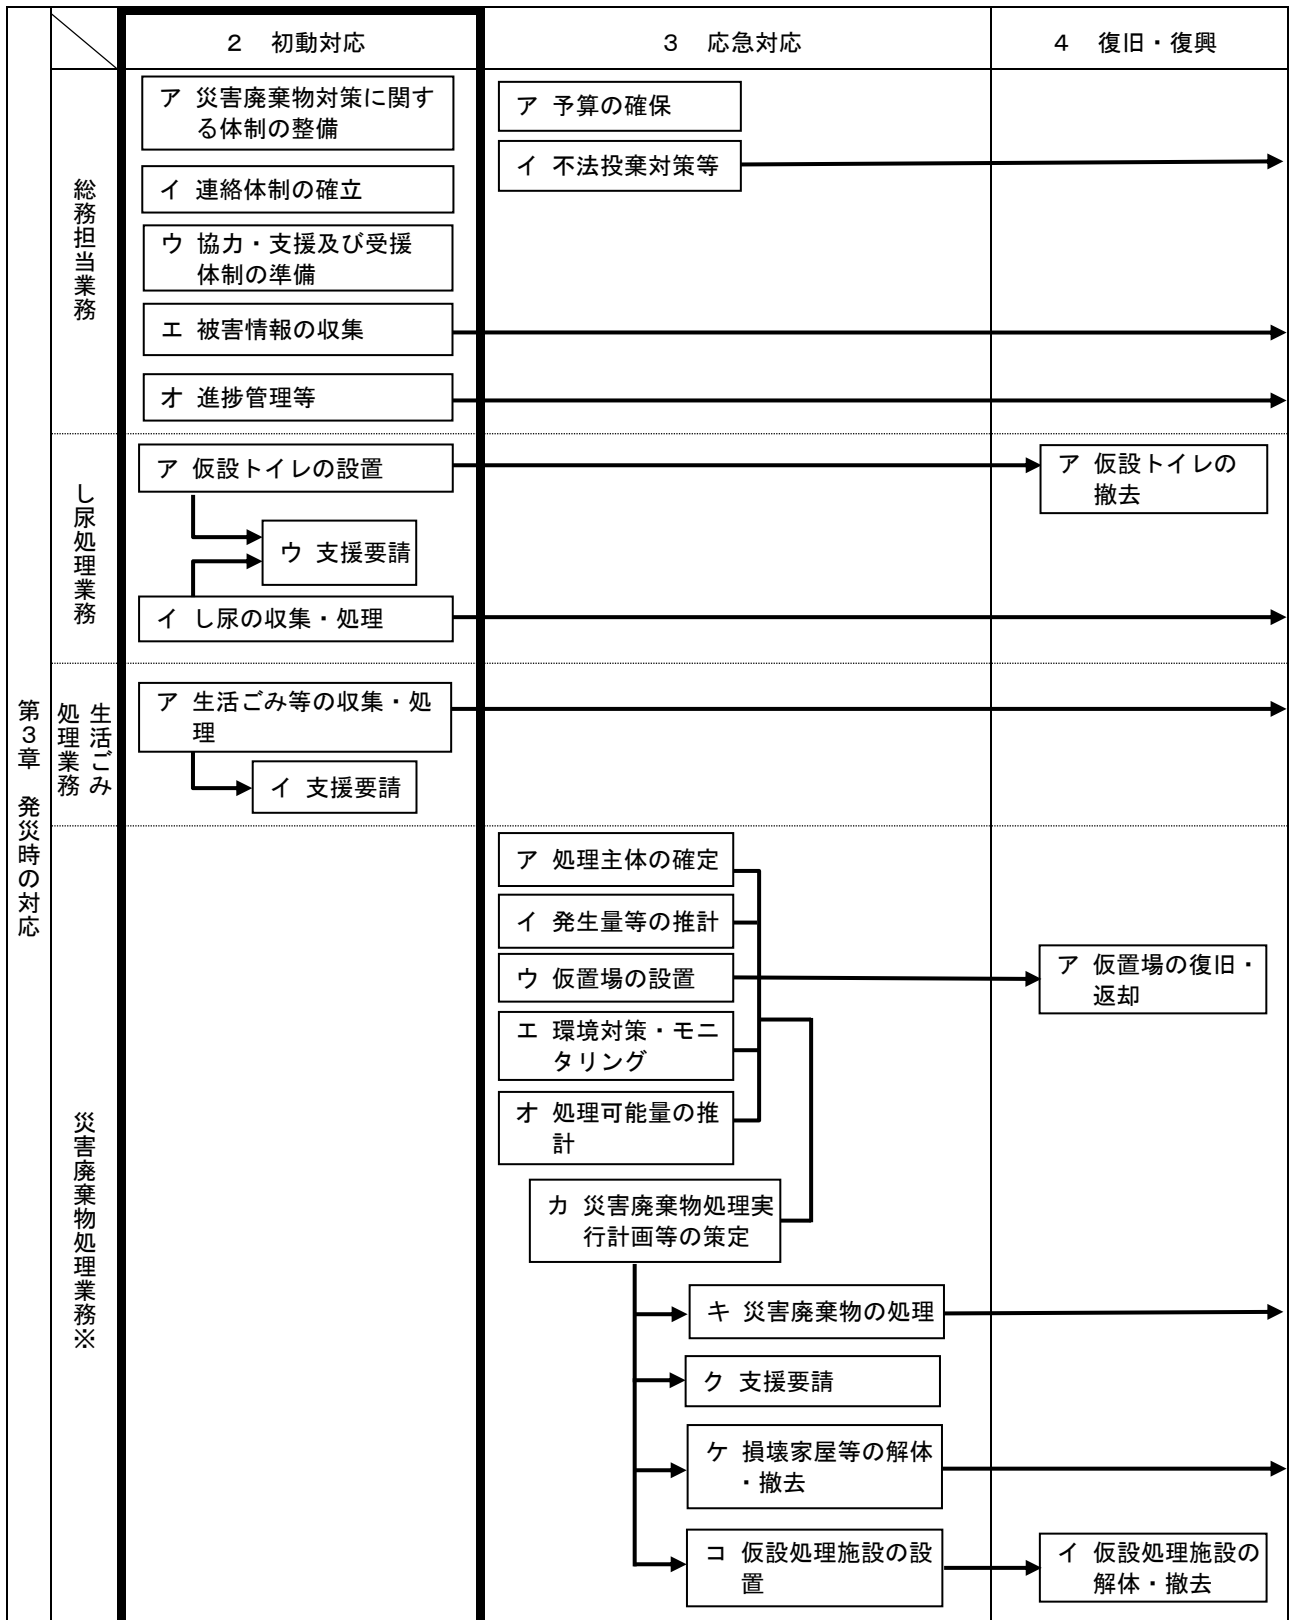 ２　初動対応
３　応急対応
４　復旧・復興
第３章　発災時の対応
総務担当業務
ア 災害廃棄物対策に関す
る体制の整備
イ 連絡体制の確立
ウ 協力・支援及び受援
体制の準備
エ 被害情報の収集
オ 進捗管理等
ア 予算の確保
イ 不法投棄対策等
し尿処理業務
ア 仮設トイレの設置
ウ 支援要請
イ し尿の収集・処理
ア 仮設トイレの
撤去
生活ごみ
処理業務
ア 生活ごみ等の収集・処
理
イ 支援要請
災害廃棄物処理業務※
ア 処理主体の確定
イ 発生量等の推計
ウ 仮置場の設置
エ 環境対策・モニ
タリング
オ 処理可能量の推
計
カ 災害廃棄物処理実
行計画等の策定
キ 災害廃棄物の処理
ク 支援要請
ケ 損壊家屋等の解体
・撤去
コ 仮設処理施設の設
置
ア 仮置場の復旧・
返却
イ 仮設処理施設の
解体・撤去